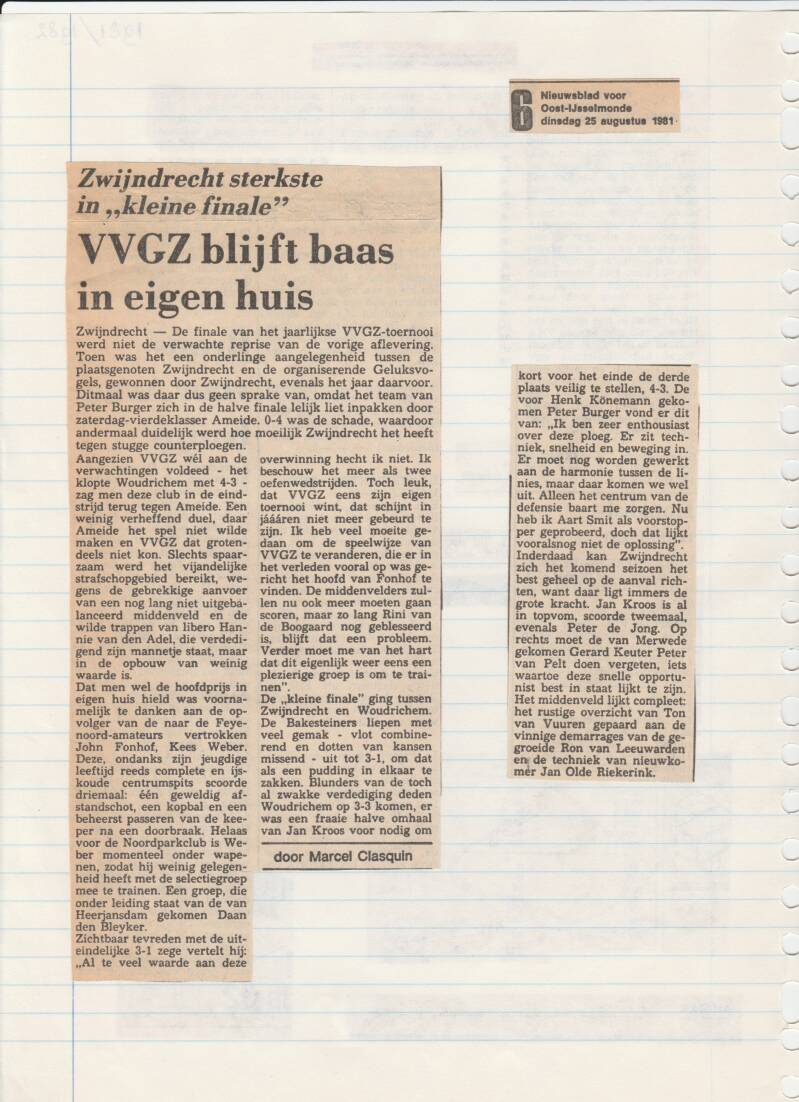 1981/1982
6
Nieuwsblad voor
Oost-IJsselmonde
dinsdag 25 augustus 1981
Zwijndrecht sterkste
in „kleine finale”
VVGZ blijft baas
in eigen huis
Zwijndrecht — De finale van het jaarlijkse VVGZ-toernooi
werd niet de verwachte reprise van de vorige aflevering.
Toen was het een onderlinge aangelegenheid tussen de
plaatsgenoten Zwijndrecht en de organiserende Geluksvo-
gels, gewonnen door Zwijndrecht, evenals het jaar daarvoor.
Ditmaal was daar dus geen sprake van, omdat het team van
Peter Burger zich in de halve finale lelijk liet inpakken door
zaterdag-vierdeklasser Ameide. 0-4 was de schade, waardoor
andermaal duidelijk werd hoe moeilijk Zwijndrecht het heeft
tegen stugge counterploegen.
Aangezien VVGZ wél aan de
verwachtingen voldeed - het
klopte Woudrichem met 4-3 -
zag men deze club in de eind-
strijd terug tegen Ameide. Een
weinig verheffend duel, daar
Ameide het spel niet wilde
maken en VVGZ dat groten-
deels niet kon. Slechts spaar-
zaam werd het vijandelijke
strafschopgebied bereikt, we-
gens de gebrekkige aanvoer
van een nog lang niet uitgeba-
lanceerd middenveld en de
wilde trappen van libero Han-
nie van den Adel, die verdedi-
gend zijn mannetje staat, maar
in de opbouw van weinig
waarde is.
Dat men wel de hoofdprijs in
eigen huis hield was voorna-
melijk te danken aan de op-
volger van de naar de Feye-
noord-amateurs vertrokken
John Fonhof, Kees Weber.
Deze, ondanks zijn jeugdige
leeftijd reeds complete en ijs-
koude centrumspits scoorde
driemaal: één geweldig af-
standschot, een kopbal en een
beheerst passeren van de kee-
per na een doorbraak. Helaas
voor de Noordparkclub is We-
ber momenteel onder wape-
nen, zodat hij weinig gelegen-
heid heeft met de selectiegroep
mee te trainen. Een groep, die
onder leiding staat van de van
Heerjansdam gekomen Daan
den Bleyker.
Zichtbaar tevreden met de uit-
eindelijke 3-1 zege vertelt hij:
„Al te veel waarde aan deze
overwinning hecht ik niet. Ik
beschouw het meer als twee
oefenwedstrijden. Toch leuk,
dat VVGZ eens zijn eigen
toernooi wint, dat schijnt in
jáááren niet meer gebeurd te
zijn. Ik heb veel moeite ge-
daan om de speelwijze van
VVGZ te veranderen, die er in
het verleden vooral op was ge-
richt het hoofd van Fonhof te
vinden. De middenvelders zul-
len nu ook meer moeten gaan
scoren, maar zo lang Rini van
de Boogaard nog geblesseerd
is, blijft dat een probleem.
Verder moet me van het hart
dat dit eigenlijk weer eens een
plezierige groep is om te trai-
nen”.
De „kleine finale” ging tussen
Zwijndrecht en Woudrichem.
De Bakesteiners liepen met
veel gemak - vlot combine-
rend en dotten van kansen
missend - uit tot 3-1, om dat
als een pudding in elkaar te
zakken. Blunders van de toch
al zwakke verdediging deden
Woudrichem op 3-3 komen, er
was een fraaie halve omhaal
van Jan Kroos voor nodig om
door Marcel Clasquin
kort voor het einde de derde
plaats veilig te stellen, 4-3. De
voor Henk Könemann geko-
men Peter Burger vond er dit
van: „Ik ben zeer enthousiast
over deze ploeg. Er zit tech-
niek, snelheid en beweging in.
Er moet nog worden gewerkt
aan de harmonie tussen de li-
nies, maar daar komen we wel
uit. Alleen het centrum van de
defensie baart me zorgen. Nu
heb ik Aart Smit als voorstop-
per geprobeerd, doch dat lijkt
vooralsnog niet de oplossing”.
Inderdaad kan Zwijndrecht
zich het komend seizoen het
best geheel op de aanval rich-
ten, want daar ligt immers de
grote kracht. Jan Kroos is al
in topvom, scoorde tweemaal,
evenals Peter de Jong. Op
rechts moet de van Merwede
gekomen Gerard Keuter Peter
van Pelt doen vergeten, iets
waartoe deze snelle opportu-
nist best in staat lijkt te zijn.
Het middenveld lijkt compleet:
het rustige overzicht van Ton
van Vuuren gepaard aan de
vinnige demarrages van de ge-
groeide Ron van Leeuwarden
en de techniek van nieuwko-
mer Jan Olde Riekerink.